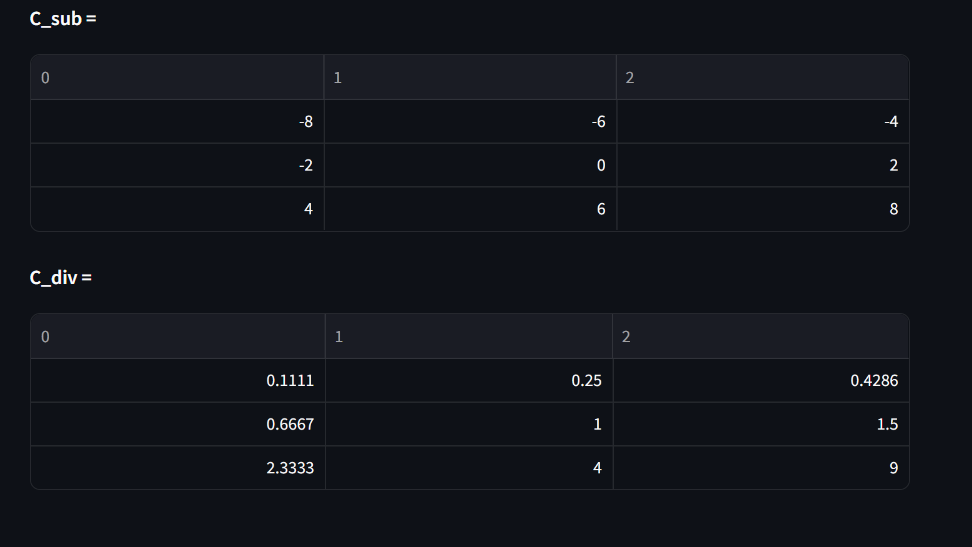 C_sub =
0 1 2
-8 -6 -4
-2 0 2
4 6 8
C_div =
0 1 2
0.1111 0.25 0.4286
0.6667 1 1.5
2.3333 4 9